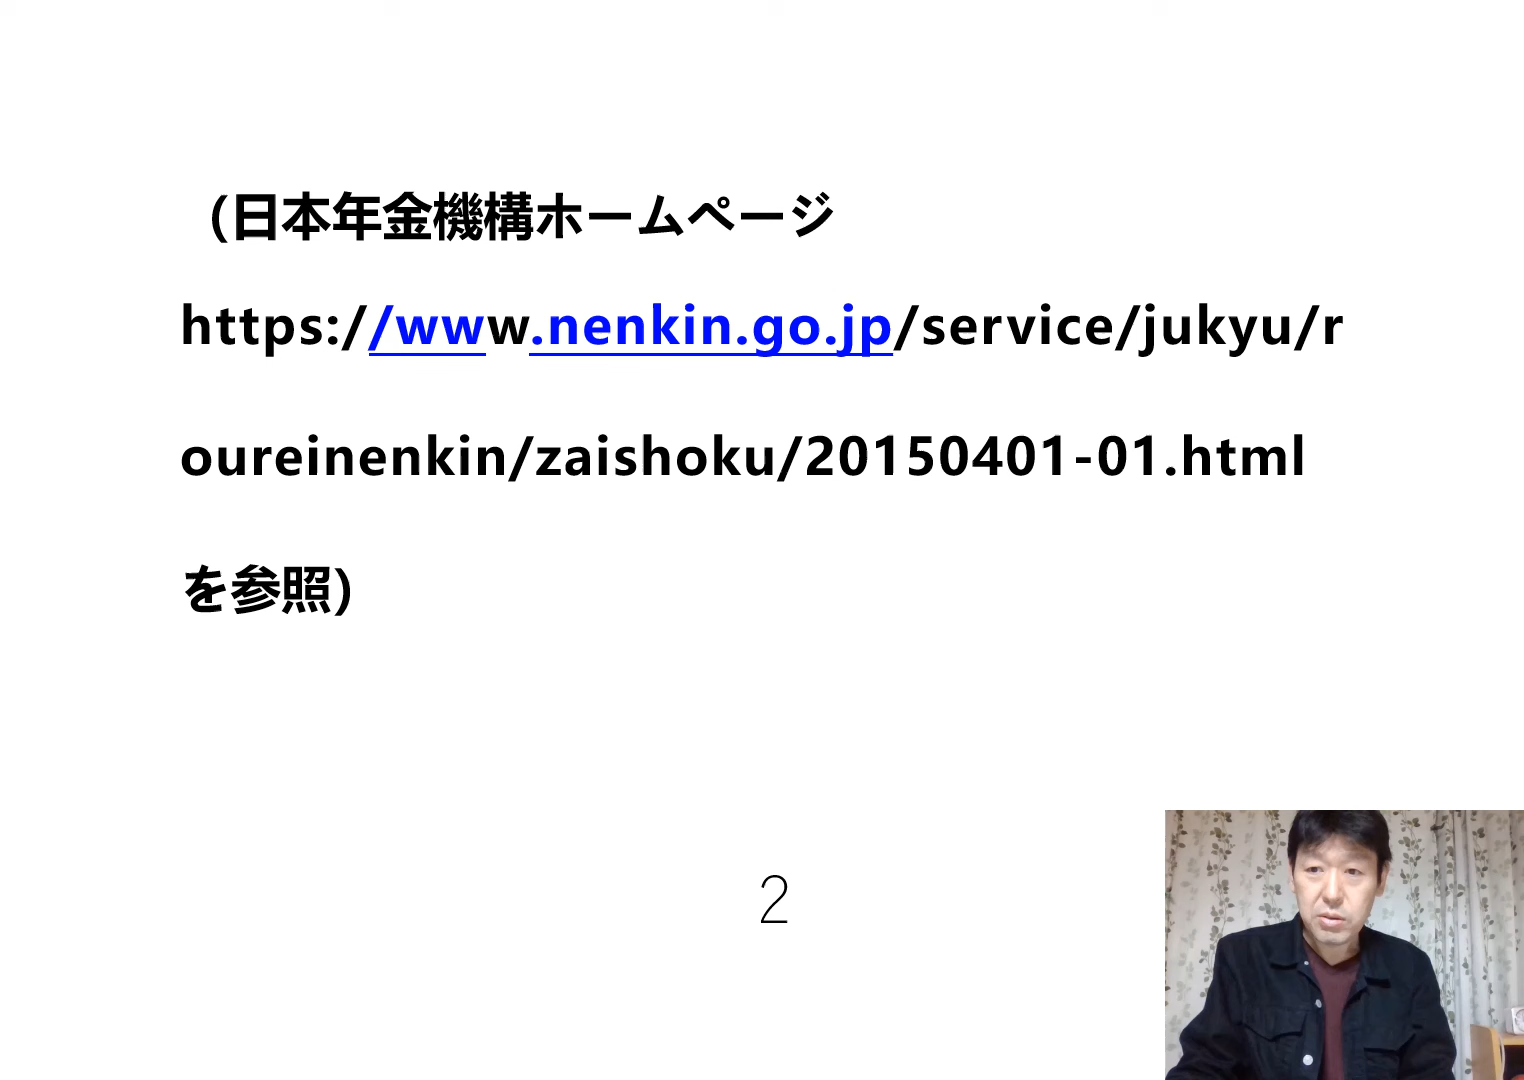 (日本年金機構ホームページ
https://www.nenkin.go.jp/service/jukyu/r
oureinenkin/zaishoku/20150401-01.html
を参照)
2